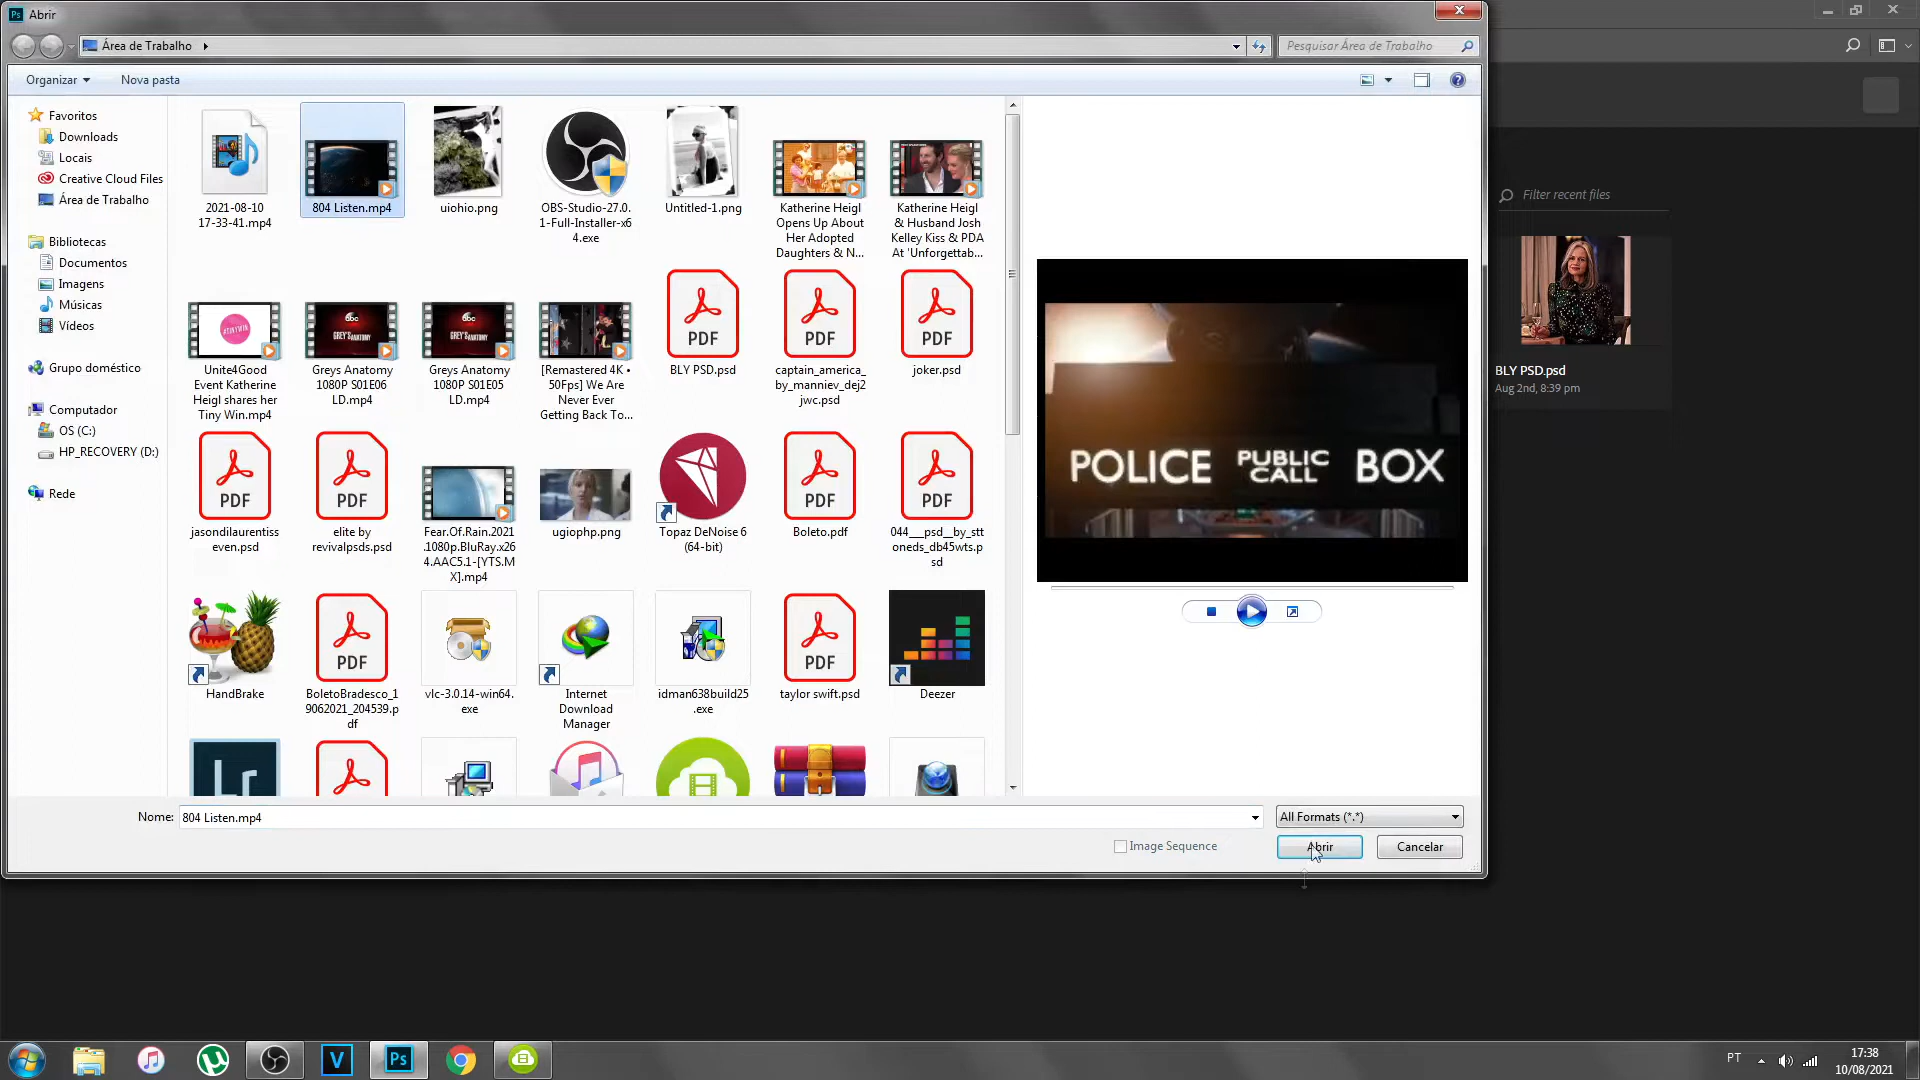 Ps Abrir
Área de Trabalho
Pesquisar Área de Trabalho
Organizar
Nova pasta
Favoritos
Downloads
Locais
Creative Cloud Files
Área de Trabalho
Bibliotecas
Documentos
Imagens
Músicas
Vídeos
Grupo doméstico
Computador
OS (C:)
HP_RECOVERY (D:)
Rede
2021-08-10
17-33-41.mp4
804 Listen.mp4
uiohio.png
OBS-Studio-27.0.
1-Full-Installer-x6
4.exe
Untitled-1.png
Katherine Heigl
Opens Up About
Her Adopted
Daughters & N...
Katherine Heigl
& Husband Josh
Kelley Kiss & PDA
At 'Unforgettab...
Unite4Good
Event Katherine
Heigl shares her
Tiny Win.mp4
abc
GREY'S ANATOMY
Greys Anatomy
1080P S01E06
LD.mp4
abc
GREY'S ANATOMY
Greys Anatomy
1080P S01E05
LD.mp4
[Remastered 4K •
50Fps] We Are
Never Ever
Getting Back To...
PDF
BLY PSD.psd
PDF
captain_america_
by_manniev_dej2
jwc.psd
PDF
joker.psd
PDF
jasondilaurentiss
even.psd
PDF
elite by
revivalpsds.psd
Fear.Of.Rain.2021
.1080p.BluRay.x26
4.AAC5.1-[YTS.M
X].mp4
ugiophp.png
Topaz DeNoise 6
(64-bit)
PDF
Boleto.pdf
PDF
044___psd__by_stt
oneds_db45wts.p
sd
HandBrake
PDF
BoletoBradesco_1
9062021_204539.p
df
vlc-3.0.14-win64.
exe
Internet
Download
Manager
idman638build25
.exe
PDF
taylor swift.psd
Deezer
Lr
POLICE PUBLIC CALL BOX
Nome:
804 Listen.mp4
All Formats (*.*)
Image Sequence
Abrir
Cancelar
Filter recent files
BLY PSD.psd
Aug 2nd, 8:39 pm
V
Ps
PT
17:38
10/08/2021